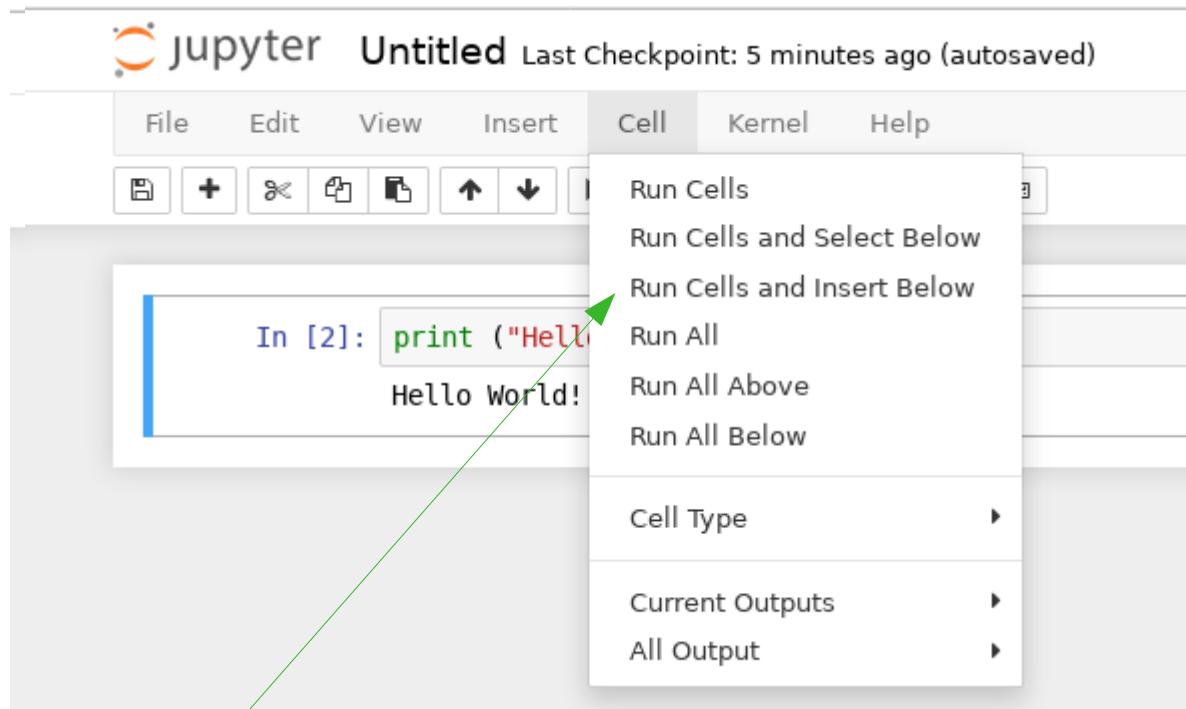 jupyter Untitled Last Checkpoint: 5 minutes ago (autosaved)
File Edit View Insert Cell Kernel Help
Run Cells
Run Cells and Select Below
Run Cells and Insert Below
In [2]: print ("Hello
Run All
Hello World!
Run All Above
Run All Below
Cell Type
Current Outputs
All Output